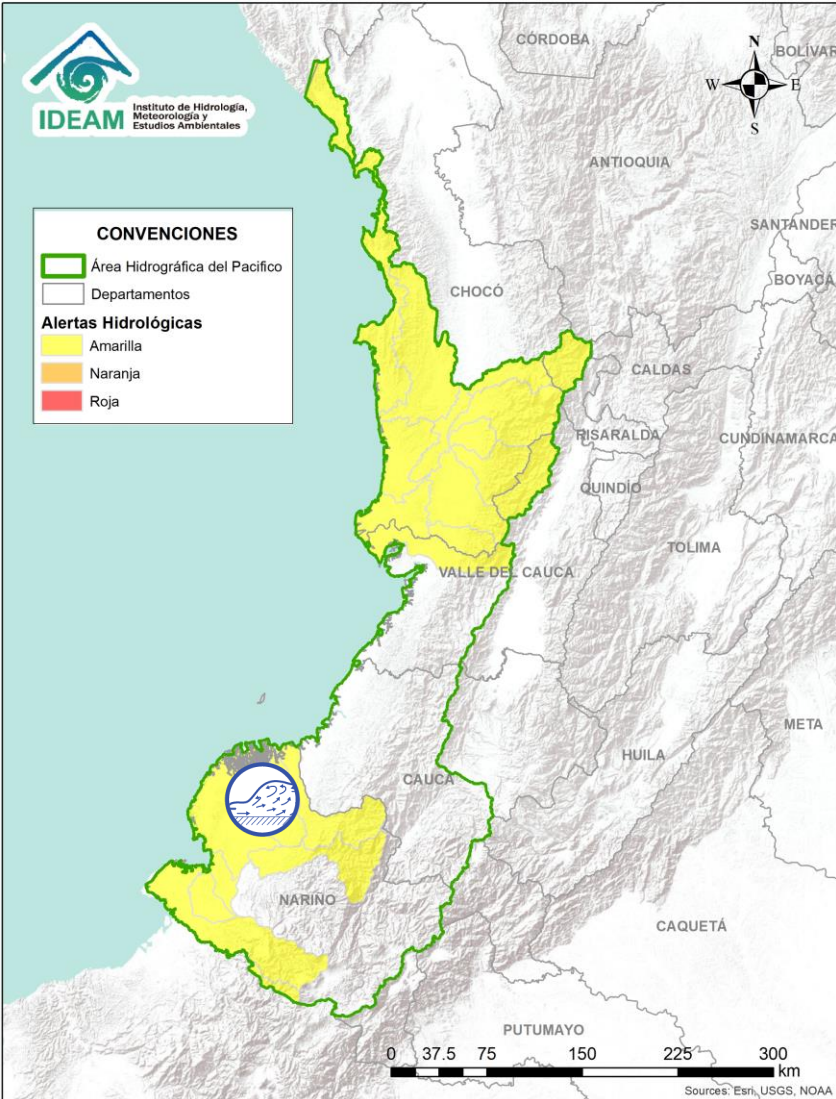 IDEAM
Instituto de Hidrología,
Meteorología y
Estudios Ambientales
N
W
E
S
CÓRDOBA
BOLÍVAR
ANTIOQUIA
SANTANDER
BOYACÁ
CHOCÓ
CALDAS
RISARALDA
CUNDINAMARCA
QUINDÍO
TOLIMA
VALLE DEL CAUCA
META
HUILA
CAUCA
NARIÑO
CAQUETÁ
PUTUMAYO
CONVENCIONES
Área Hidrográfica del Pacifico
Departamentos
Alertas Hidrológicas
Amarilla
Naranja
Roja
0 37.5 75 150 225 300
km
Sources: Esri, USGS, NOAA